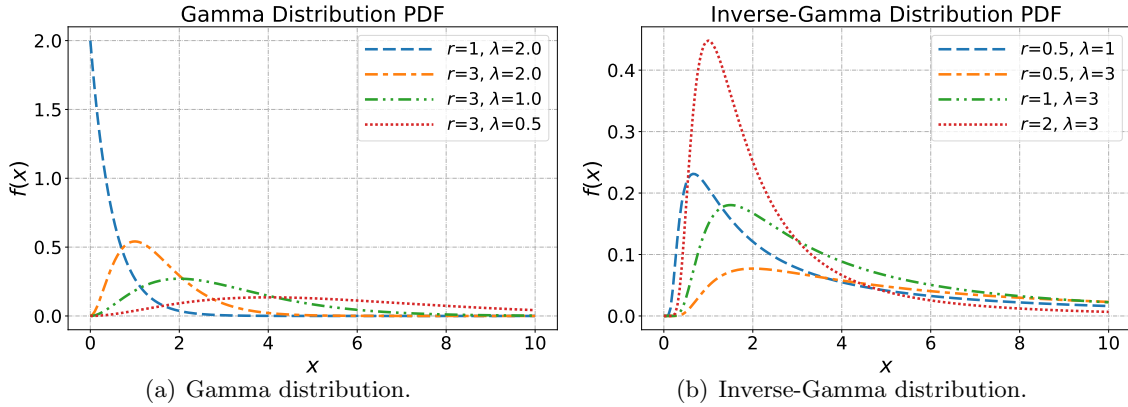 Gamma Distribution PDF
f(x)
2.0
1.5
1.0
0.5
0.0
r=1, λ=2.0
r=3, λ=2.0
r=3, λ=1.0
r=3, λ=0.5
0 2 4 6 8 10
x
(a) Gamma distribution.
Inverse-Gamma Distribution PDF
f(x)
0.4
0.3
0.2
0.1
0.0
r=0.5, λ=1
r=0.5, λ=3
r=1, λ=3
r=2, λ=3
0 2 4 6 8 10
x
(b) Inverse-Gamma distribution.